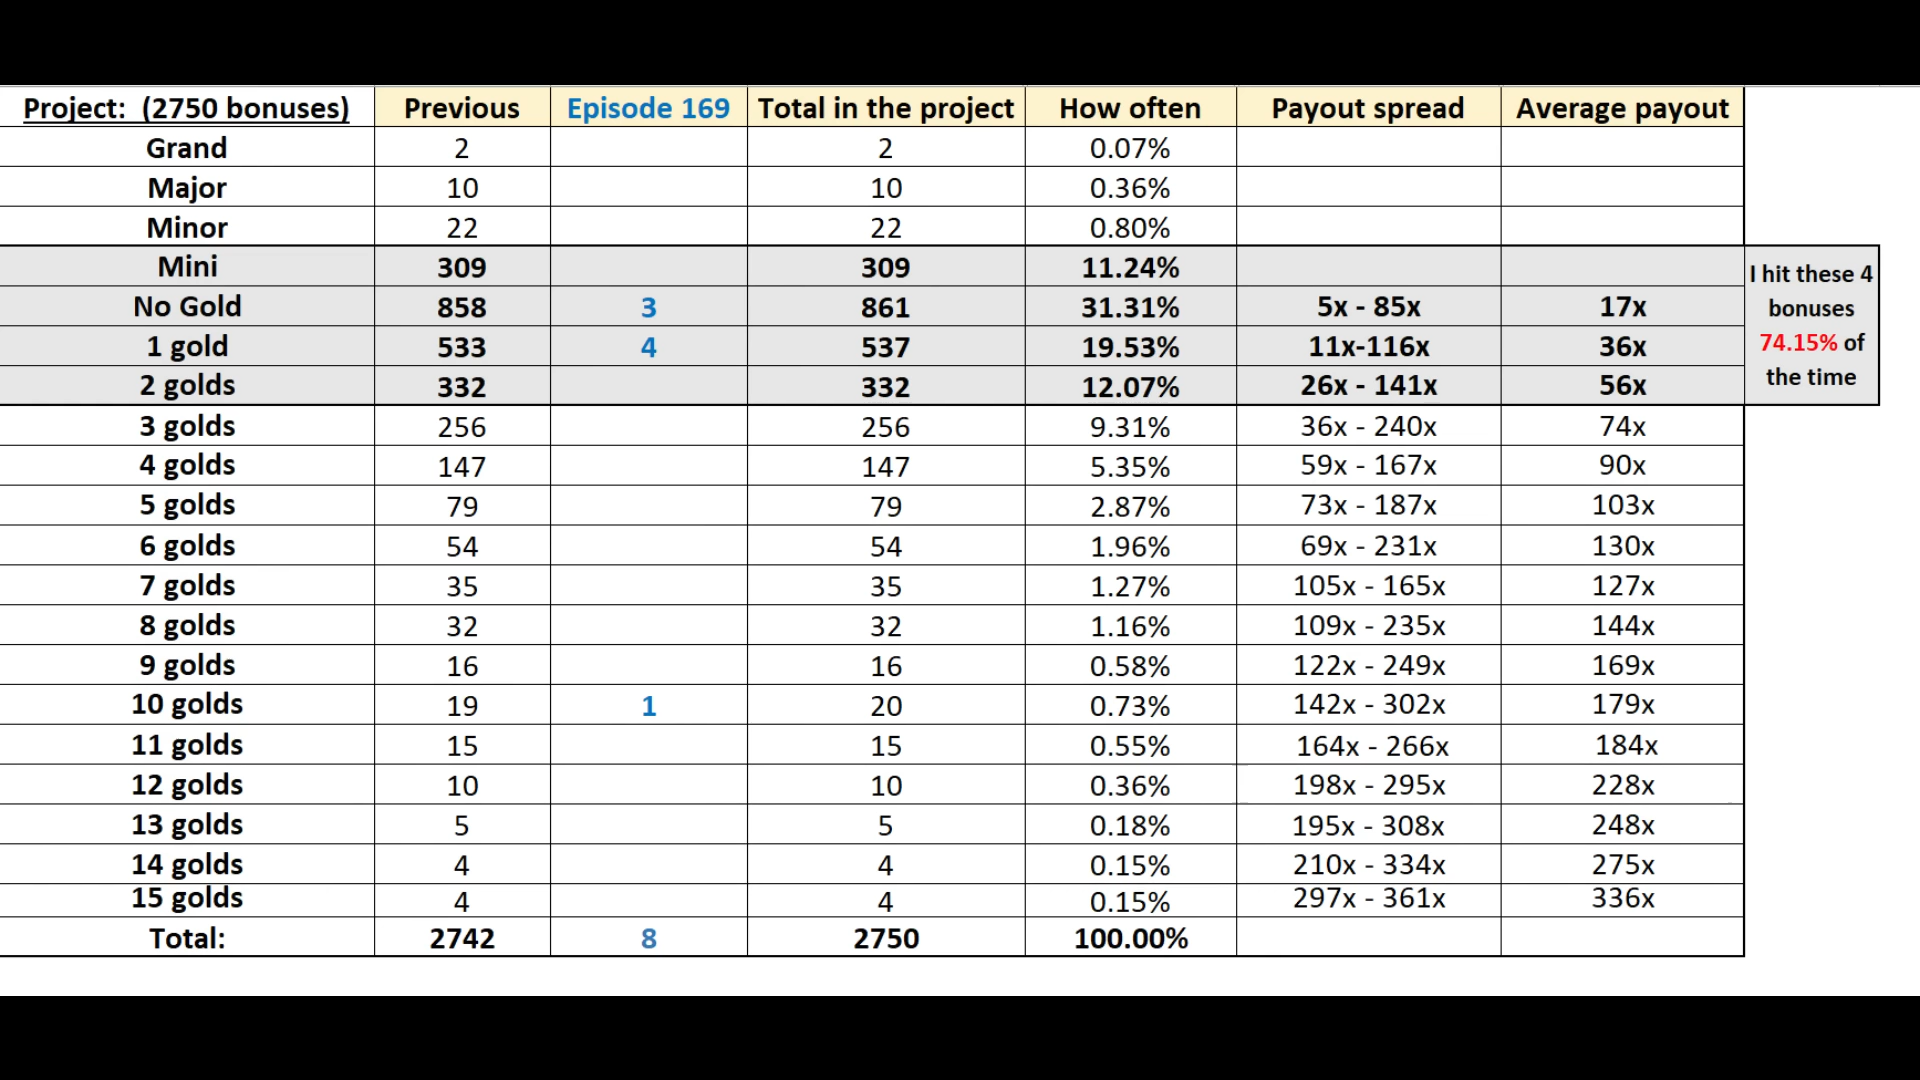 Project:  (2750 bonuses) Previous Episode 169 Total in the project How often Payout spread Average payout
Grand 2 2 0.07%
Major 10 10 0.36%
Minor 22 22 0.80%
Mini 309 309 11.24%
No Gold 858 3 861 31.31% 5x - 85x 17x
1 gold 533 4 537 19.53% 11x-116x 36x
2 golds 332 332 12.07% 26x - 141x 56x
I hit these 4
bonuses
74.15% of
the time
3 golds 256 256 9.31% 36x - 240x 74x
4 golds 147 147 5.35% 59x - 167x 90x
5 golds 79 79 2.87% 73x - 187x 103x
6 golds 54 54 1.96% 69x - 231x 130x
7 golds 35 35 1.27% 105x - 165x 127x
8 golds 32 32 1.16% 109x - 235x 144x
9 golds 16 16 0.58% 122x - 249x 169x
10 golds 19 1 20 0.73% 142x - 302x 179x
11 golds 15 15 0.55% 164x - 266x 184x
12 golds 10 10 0.36% 198x - 295x 228x
13 golds 5 5 0.18% 195x - 308x 248x
14 golds 4 4 0.15% 210x - 334x 275x
15 golds 4 4 0.15% 297x - 361x 336x
Total: 2742 8 2750 100.00%